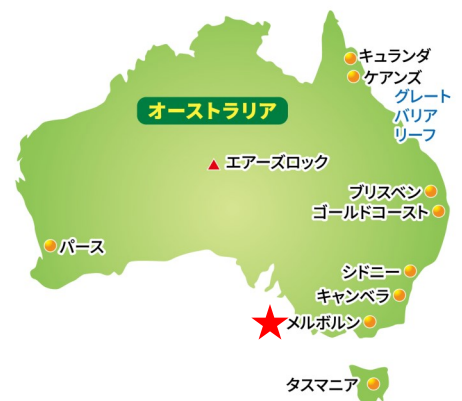 キュランダ
ケアンズ
グレート
バリア
リーフ
オーストラリア
エアーズロック
ブリスベン
ゴールドコースト
パース
シドニー
キャンベラ
メルボルン
タスマニア